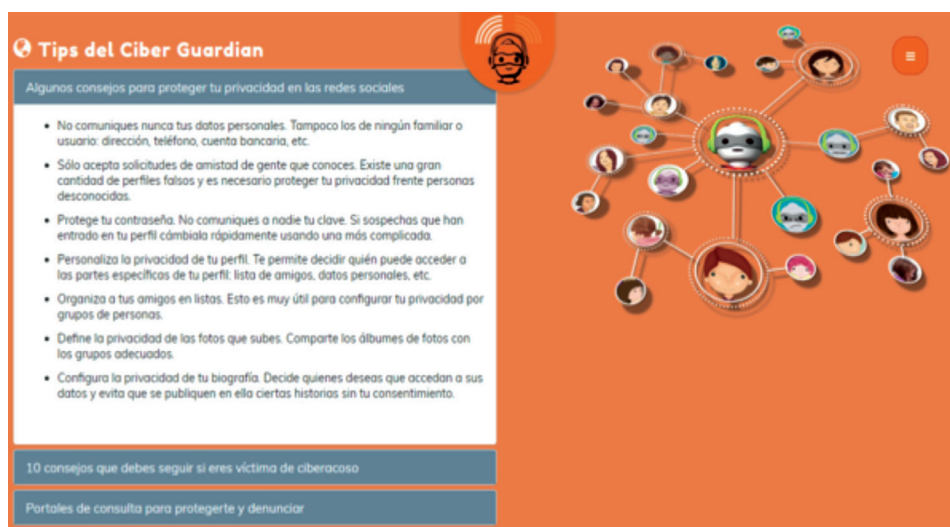 Tips del Ciber Guardian
Algunos consejos para proteger tu privacidad en las redes sociales
• No comuniques nunca tus datos personales. Tampoco los de ningún familiar o
usuario: dirección, teléfono, cuenta bancaria, etc.
• Sólo acepta solicitudes de amistad de gente que conoces. Existe una gran
cantidad de perfiles falsos y es necesario proteger tu privacidad frente personas
desconocidas.
• Protege tu contraseña. No comuniques a nadie tu clave. Si sospechas que han
entrado en tu perfil cámbiala rápidamente usando una más complicada.
• Personaliza la privacidad de tu perfil. Te permite decidir quién puede acceder a
las partes específicas de tu perfil: lista de amigos, datos personales, etc.
• Organiza a tus amigos en listas. Esto es muy útil para configurar tu privacidad por
grupos de personas.
• Define la privacidad de las fotos que subes. Comparte los álbumes de fotos con
los grupos adecuados.
• Configura la privacidad de tu biografía. Decide quienes deseas que accedan a sus
datos y evita que se publiquen en ella ciertas historias sin tu consentimiento.
10 consejos que debes seguir si eres víctima de ciberacoso
Portales de consulta para protegerte y denunciar